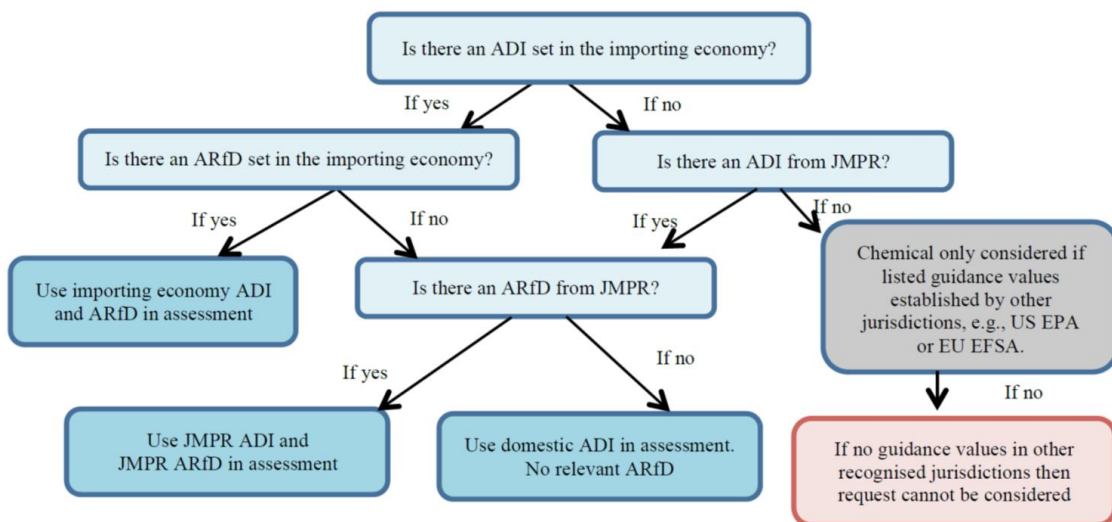 Is there an ADI set in the importing economy?
If yes
If no
Is there an ARfD set in the importing economy?
Is there an ADI from JMPR?
If yes
If no
If yes
If no
Use importing economy ADI
and ARfD in assessment
Is there an ARfD from JMPR?
Chemical only considered if
listed guidance values
established by other
jurisdictions, e.g., US EPA
or EU EFSA.
If yes
If no
If no
Use JMPR ADI and
JMPR ARfD in assessment
Use domestic ADI in assessment.
No relevant ARfD
If no guidance values in other
recognised jurisdictions then
request cannot be considered